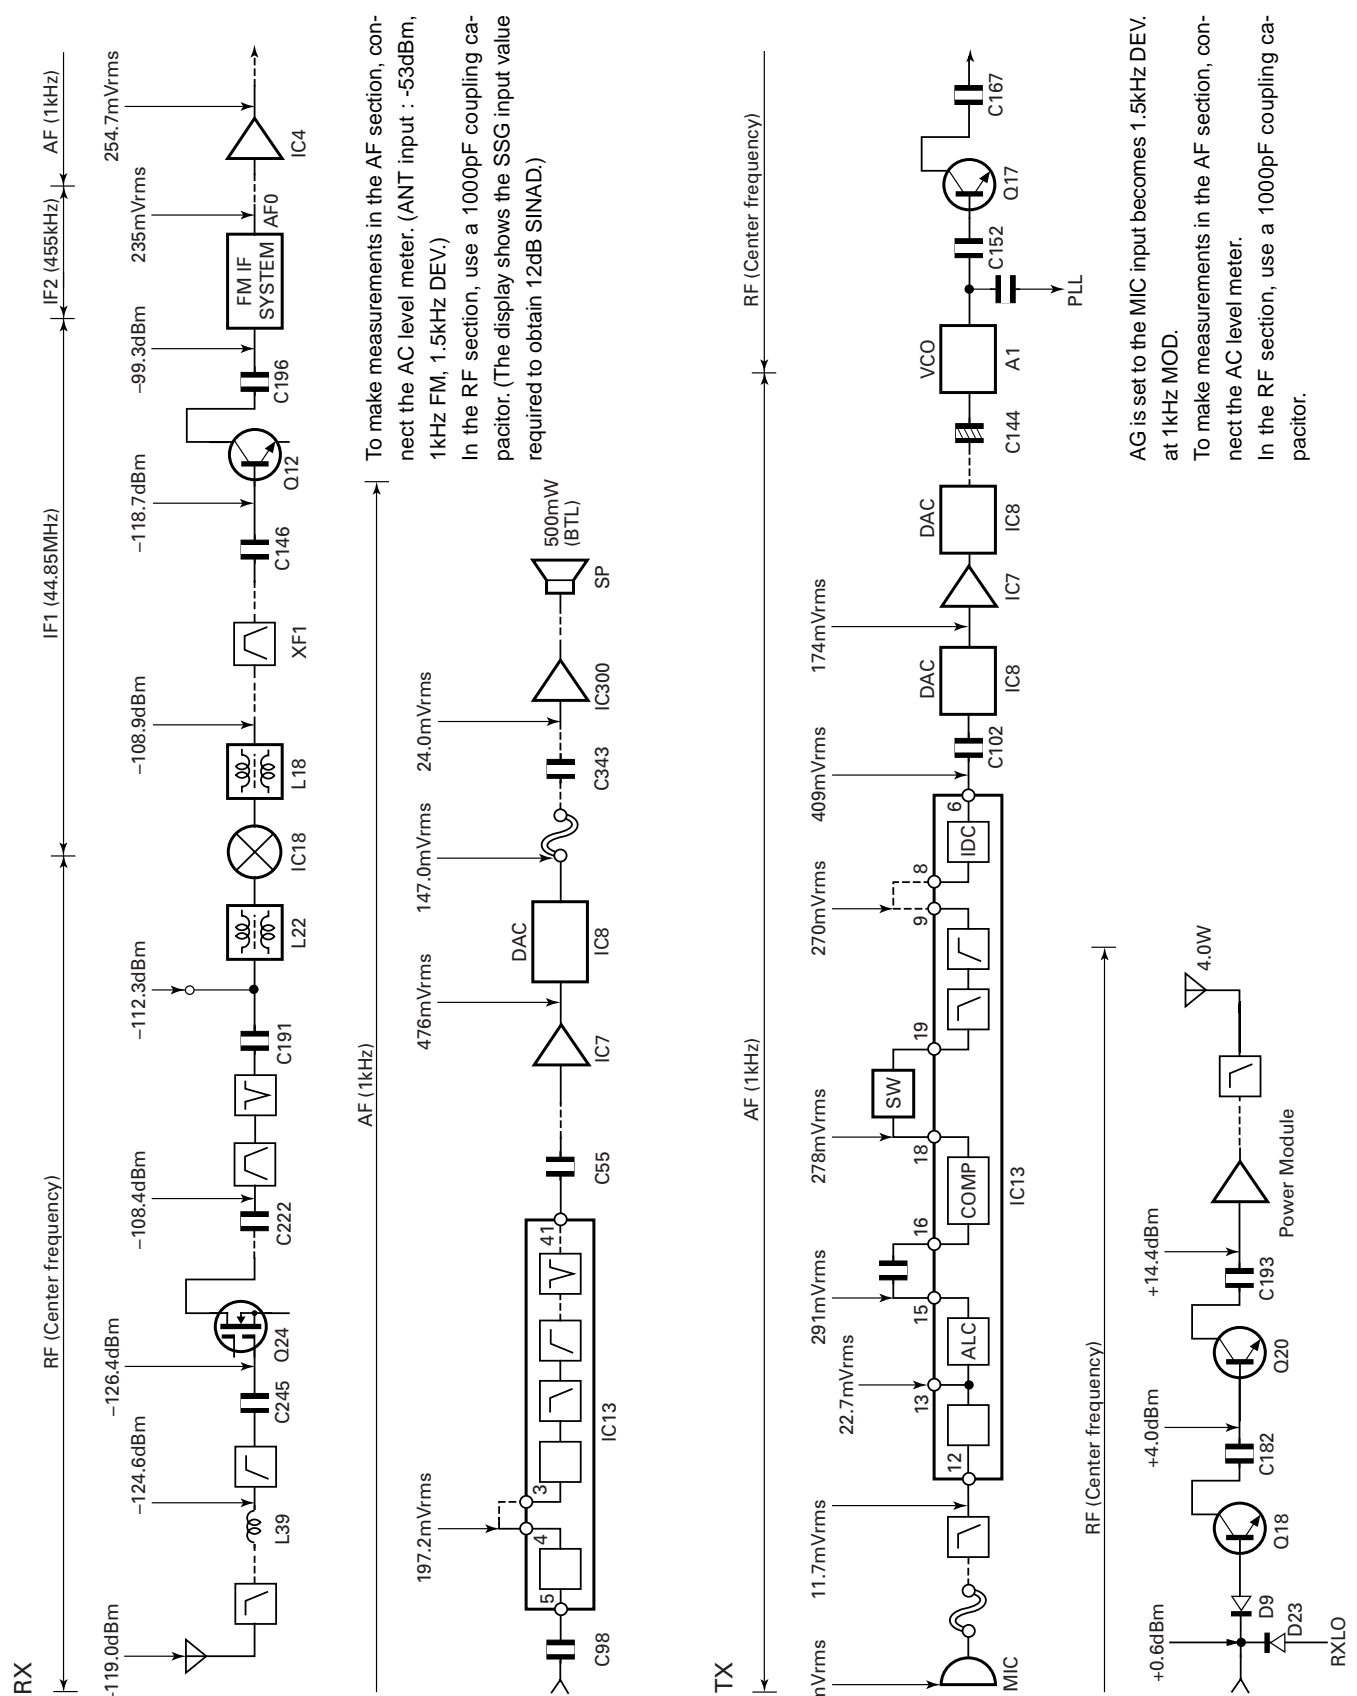 RX
RF (Center frequency)
IF1 (44.85MHz)
IF2 (455kHz)
AF (1kHz)
−119.0dBm
−124.6dBm
−126.4dBm
−108.4dBm
−112.3dBm
−108.9dBm
−118.7dBm
−99.3dBm
235mVrms
254.7mVrms
FM IF
SYSTEM
AF0
L39
C245
Q24
C222
C191
L22
IC18
L18
XF1
C146
Q12
C196
IC4
AF (1kHz)
197.2mVrms
476mVrms
147.0mVrms
24.0mVrms
500mW
(BTL)
C98
5
4
3
41
IC13
C55
IC7
DAC
IC8
C343
IC300
SP
To make measurements in the AF section, con-
nect the AC level meter. (ANT input : -53dBm,
1kHz FM, 1.5kHz DEV.)
In the RF section, use a 1000pF coupling ca-
pacitor. (The display shows the SSG input value
required to obtain 12dB SINAD.)
TX
AF (1kHz)
RF (Center frequency)
mVrms
11.7mVrms
22.7mVrms
291mVrms
278mVrms
270mVrms
409mVrms
174mVrms
MIC
12
13
ALC
15
16
COMP
18
SW
19
9
8
IDC
6
IC13
C102
DAC
IC8
IC7
DAC
IC8
C144
VCO
A1
PLL
C152
Q17
C167
RF (Center frequency)
+0.6dBm
+4.0dBm
+14.4dBm
4.0W
RXLO
D23
D9
Q18
C182
Q20
C193
Power Module
AG is set to the MIC input becomes 1.5kHz DEV.
at 1kHz MOD.
To make measurements in the AF section, con-
nect the AC level meter.
In the RF section, use a 1000pF coupling ca-
pacitor.